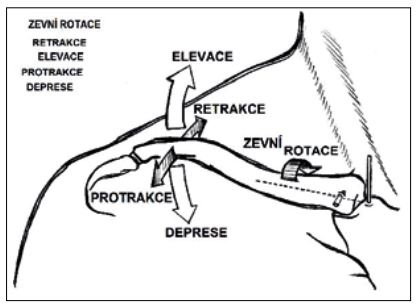 ZEVNÍ ROTACE
RETRAKCE
ELEVACE
PROTRAKCE
DEPRESE
ELEVACE
RETRAKCE
ZEVNÍ
ROTACE
PROTRAKCE
DEPRESE